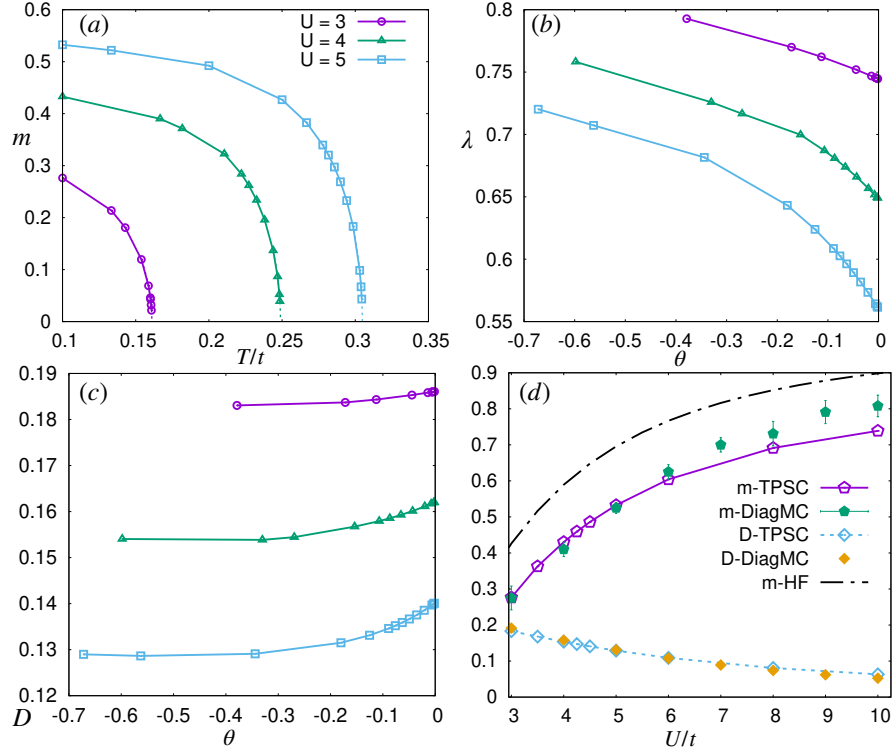 (a)
U = 3
U = 4
U = 5
0.6
0.5
0.4
0.3
0.2
0.1
0
m
0.1 0.15 0.2 0.25 0.3 0.35
T/t
(b)
0.8
0.75
0.7
0.65
0.6
0.55
λ
-0.7 -0.6 -0.5 -0.4 -0.3 -0.2 -0.1 0
θ
(c)
0.19
0.18
0.17
0.16
0.15
0.14
0.13
0.12
D
-0.7 -0.6 -0.5 -0.4 -0.3 -0.2 -0.1 0
θ
(d)
0.9
0.8
0.7
0.6
0.5
0.4
0.3
0.2
0.1
0
m-TPSC
m-DiagMC
D-TPSC
D-DiagMC
m-HF
3 4 5 6 7 8 9 10
U/t